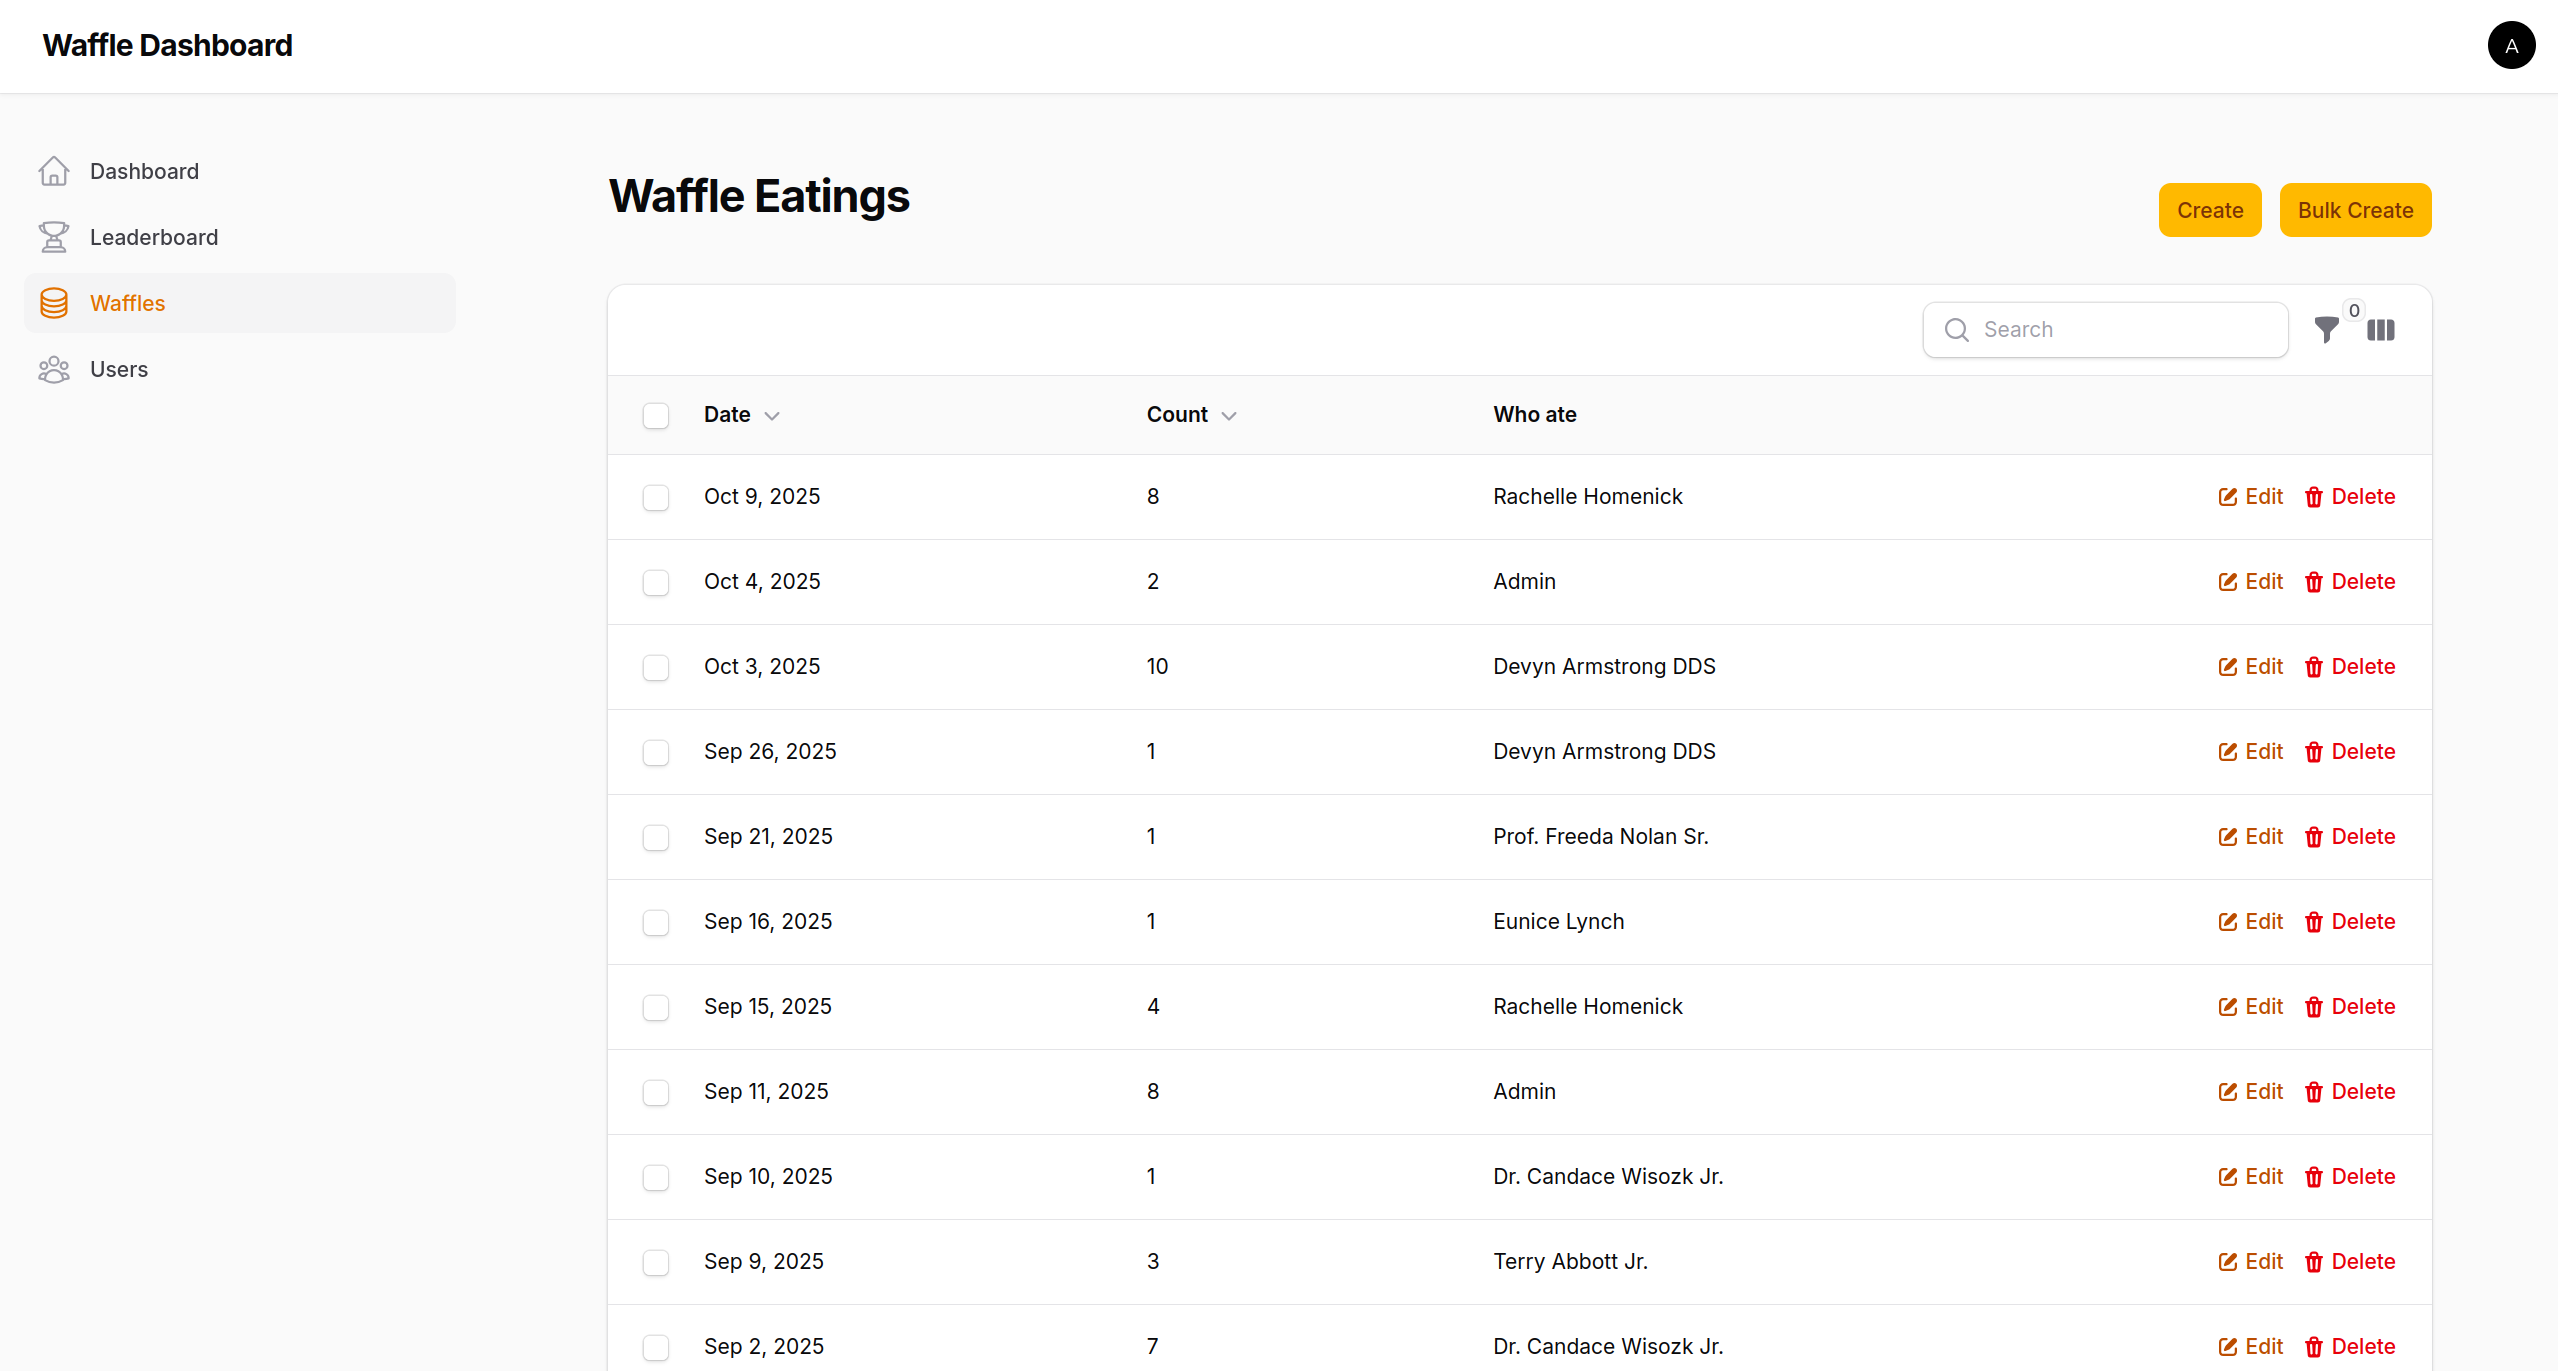 Waffle Dashboard
A
Dashboard
Leaderboard
Waffles
Users
Waffle Eatings
Create
Bulk Create
Search
0
Date Count Who ate
Oct 9, 2025 8 Rachelle Homenick Edit Delete
Oct 4, 2025 2 Admin Edit Delete
Oct 3, 2025 10 Devyn Armstrong DDS Edit Delete
Sep 26, 2025 1 Devyn Armstrong DDS Edit Delete
Sep 21, 2025 1 Prof. Freeda Nolan Sr. Edit Delete
Sep 16, 2025 1 Eunice Lynch Edit Delete
Sep 15, 2025 4 Rachelle Homenick Edit Delete
Sep 11, 2025 8 Admin Edit Delete
Sep 10, 2025 1 Dr. Candace Wisozk Jr. Edit Delete
Sep 9, 2025 3 Terry Abbott Jr. Edit Delete
Sep 2, 2025 7 Dr. Candace Wisozk Jr. Edit Delete